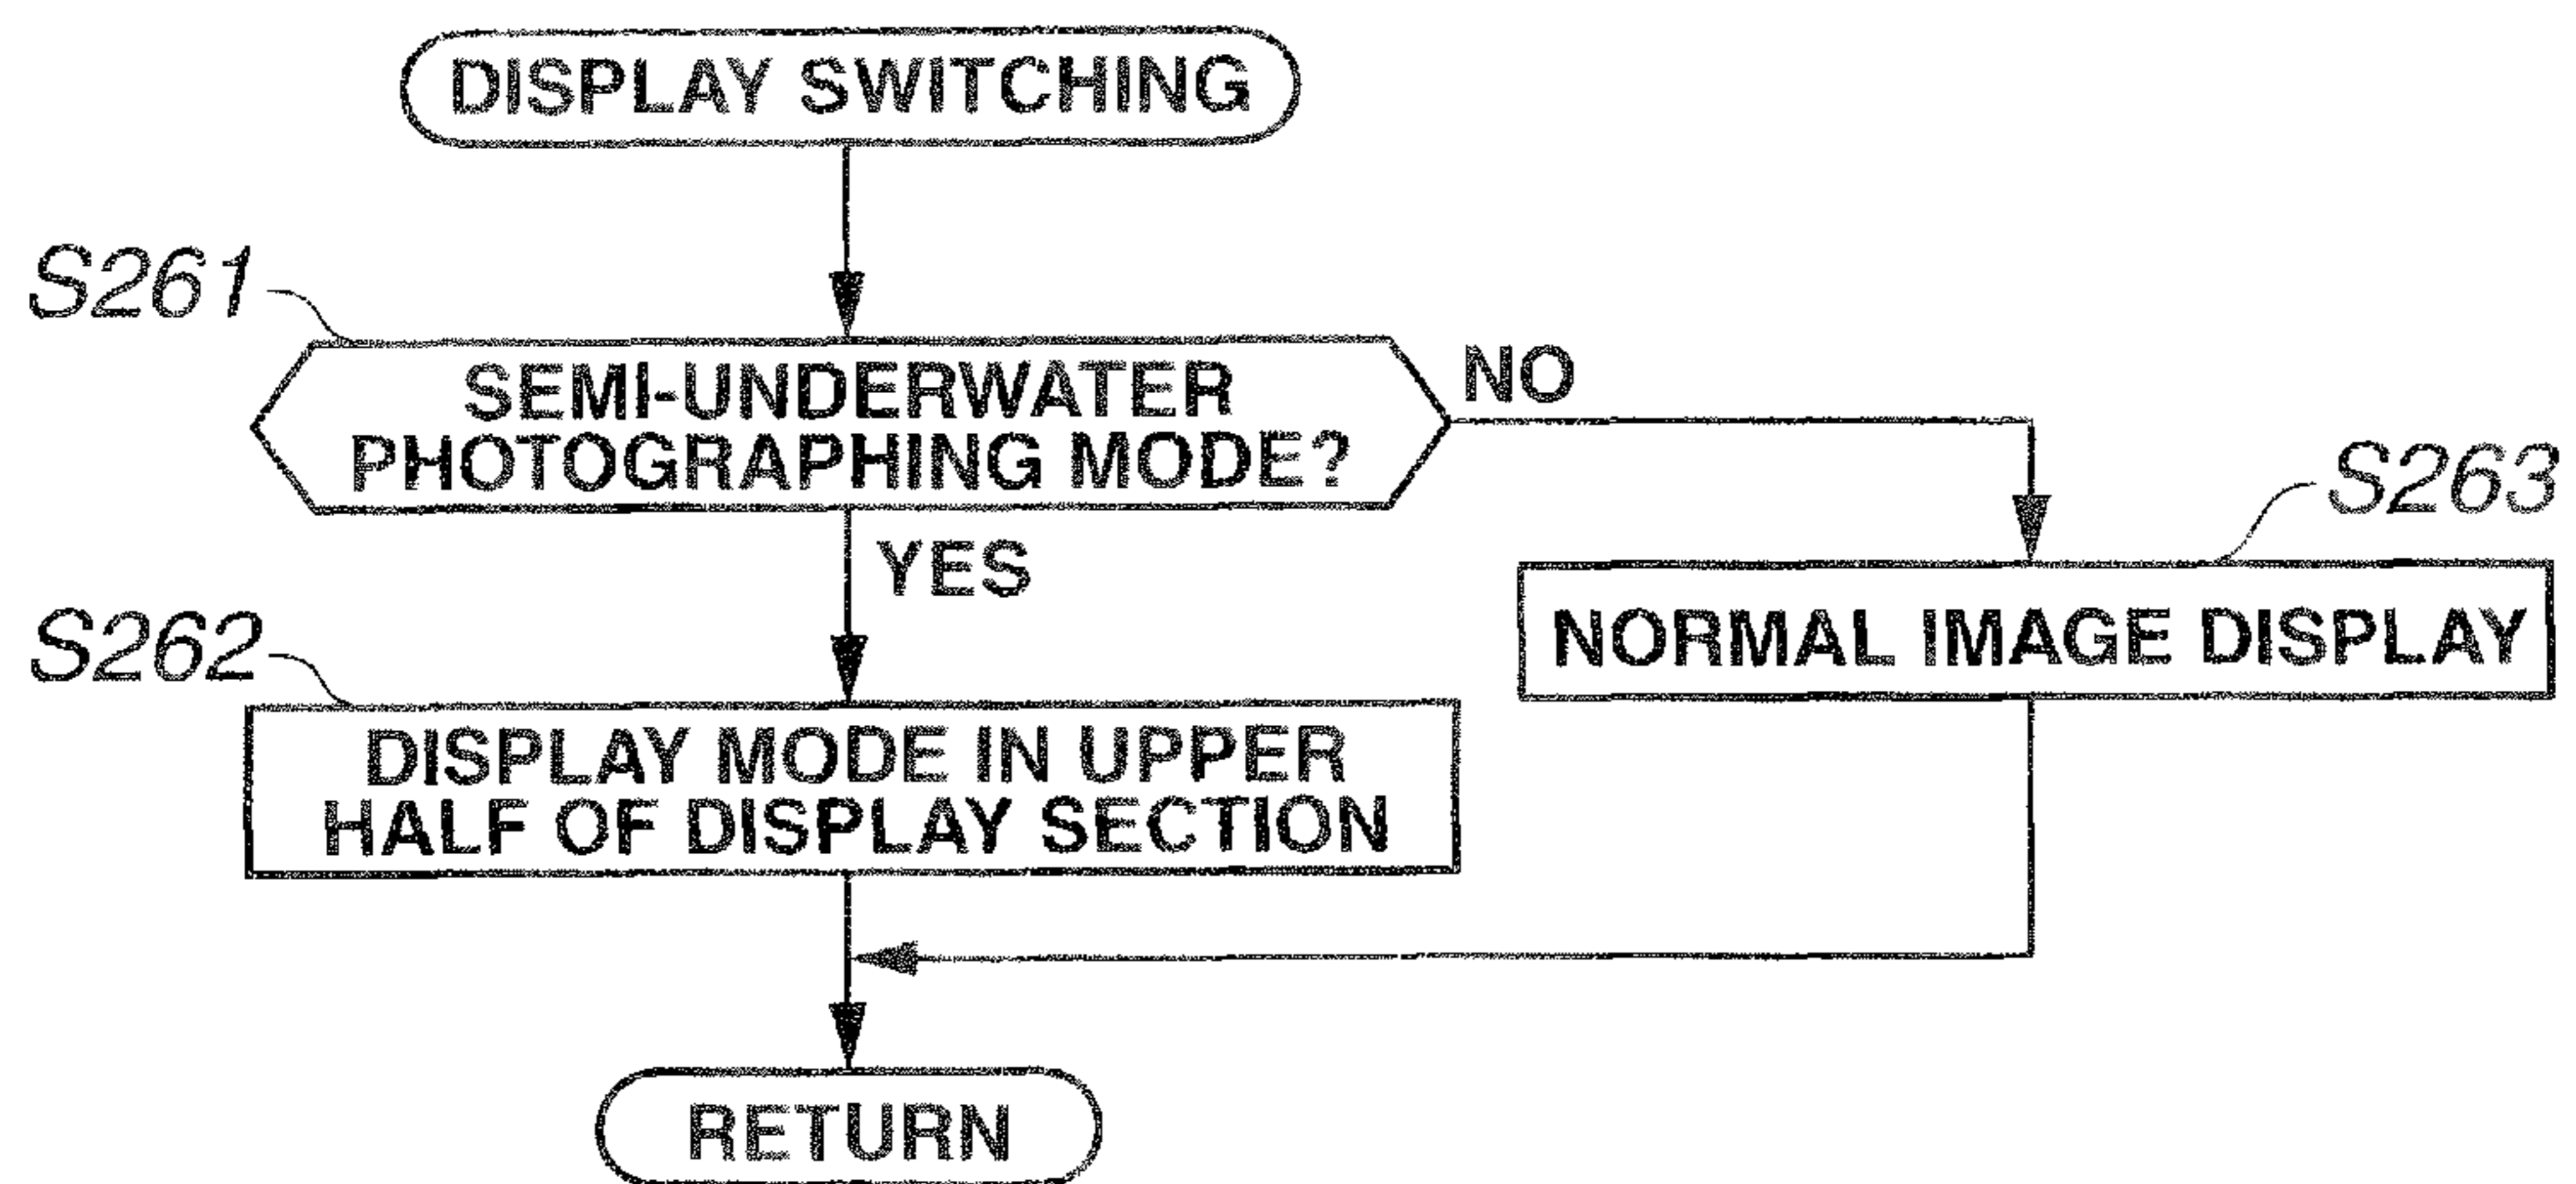 DISPLAY SWITCHING
S261
SEMI-UNDERWATER
PHOTOGRAPHING MODE?
NO
YES
S263
NORMAL IMAGE DISPLAY
S262
DISPLAY MODE IN UPPER
HALF OF DISPLAY SECTION
RETURN